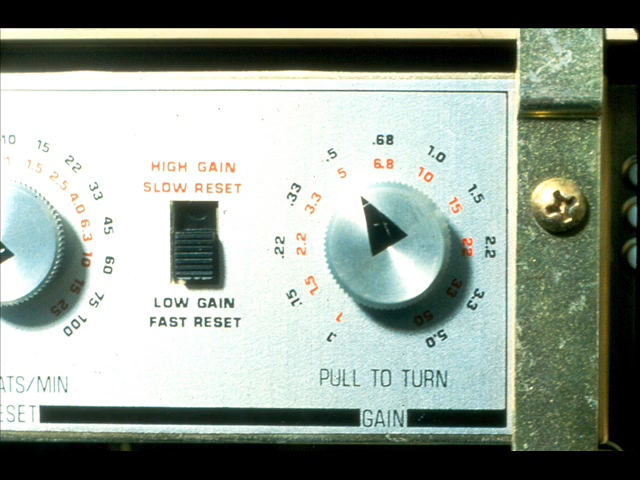 HIGH GAIN
SLOW RESET
LOW GAIN
FAST RESET
10 15 22 33 45 60 75 100
1 1.5 2.5 4.0 6.3 10 15 25
ATS/MIN
ESET
.1 .15 .22 .33 .5 .68 1.0 1.5 2.2 3.3 5.0
1 1.5 2.2 3.3 5 6.8 10 15 22 33 50
PULL TO TURN
GAIN